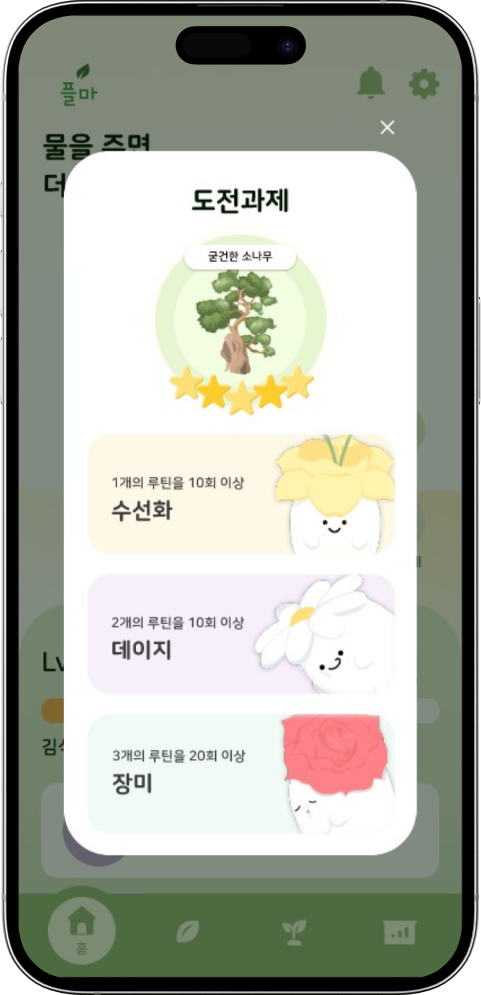 플마
물을 주면
더
도전과제
굳건한 소나무
1개의 루틴을 10회 이상
수선화
2개의 루틴을 10회 이상
데이지
3개의 루틴을 20회 이상
장미
Lv
홈